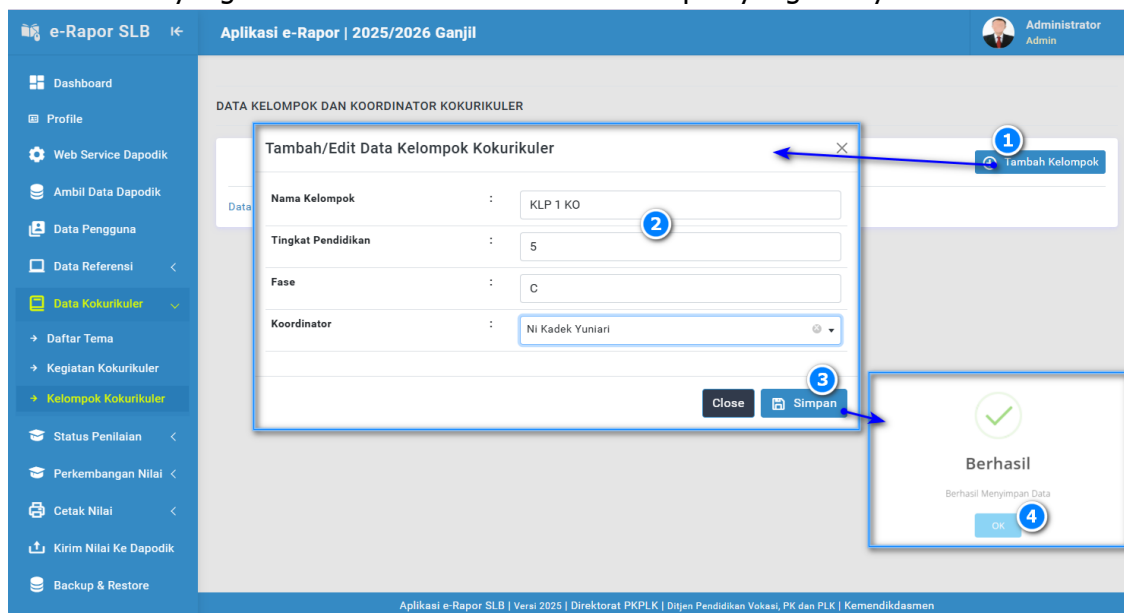 e-Rapor SLB
Aplikasi e-Rapor | 2025/2026 Ganjil
Administrator
Admin
Dashboard
Profile
Web Service Dapodik
Ambil Data Dapodik
Data Pengguna
Data Referensi
Data Kokurikuler
Daftar Tema
Kegiatan Kokurikuler
Kelompok Kokurikuler
Status Penilaian
Perkembangan Nilai
Cetak Nilai
Kirim Nilai Ke Dapodik
Backup & Restore
DATA KELOMPOK DAN KOORDINATOR KOKURIKULER
1
Tambah Kelompok
Data
Tambah/Edit Data Kelompok Kokurikuler
Nama Kelompok : KLP 1 KO
2
Tingkat Pendidikan : 5
Fase : C
Koordinator : Ni Kadek Yuniari
3
Close Simpan
Berhasil
Berhasil Menyimpan Data
OK 4
Aplikasi e-Rapor SLB | Versi 2025 | Direktorat PKPLK | Ditjen Pendidikan Vokasi, PK dan PLK | Kemendikdasmen